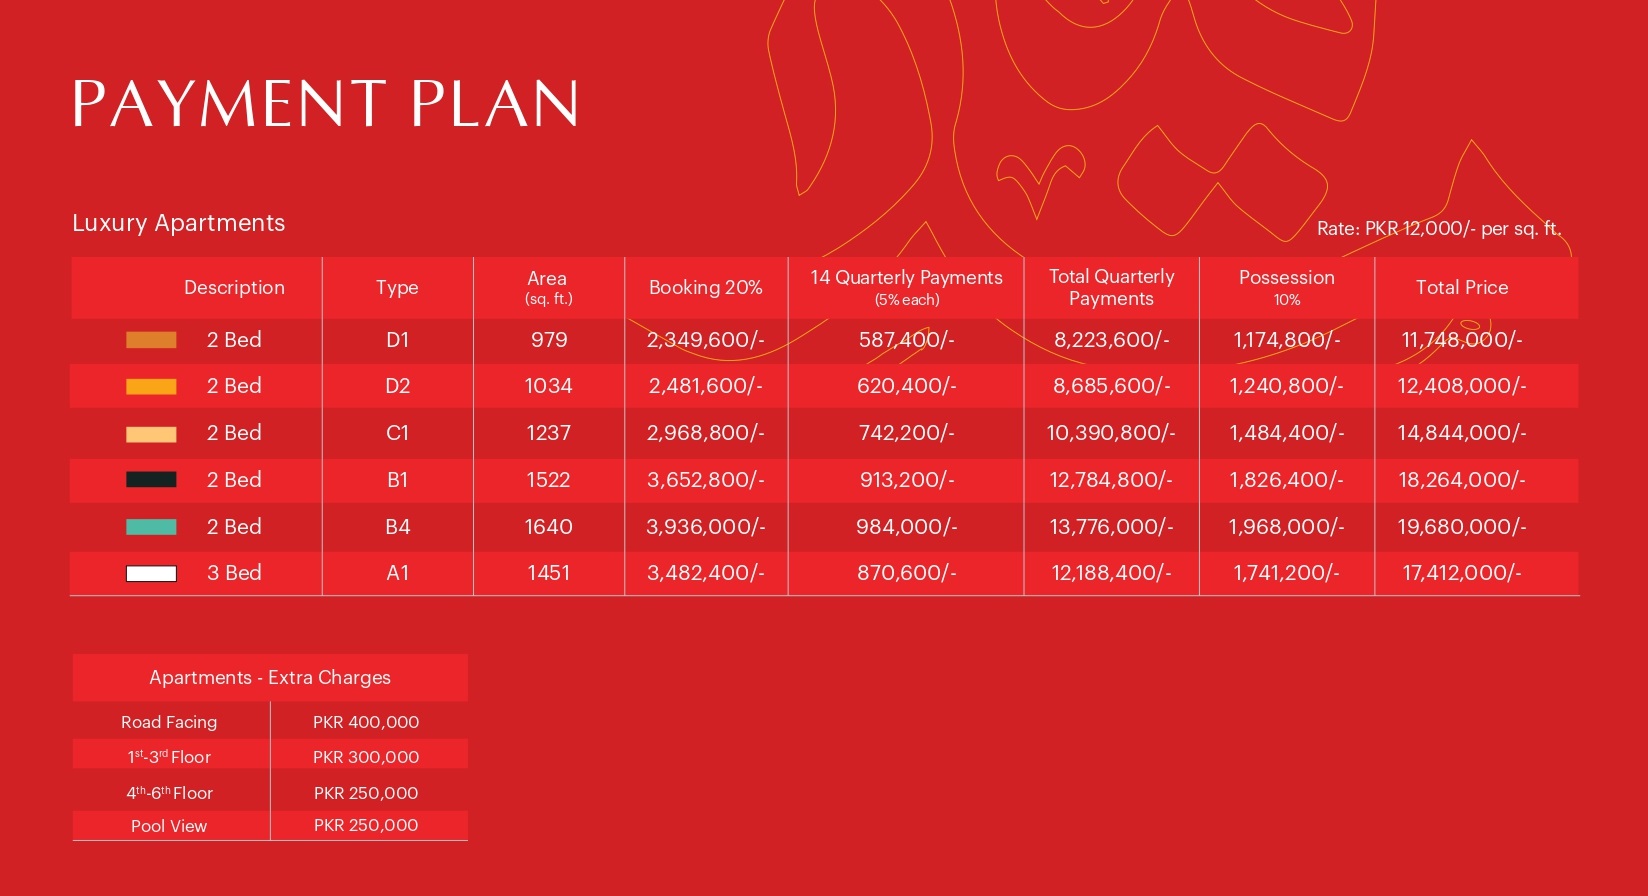 PAYMENT PLAN
Luxury Apartments
Rate: PKR 12,000/- per sq. ft.
Description Type Area (sq. ft.) Booking 20% 14 Quarterly Payments (5% each) Total Quarterly Payments Possession 10% Total Price
2 Bed D1 979 2,349,600/- 587,400/- 8,223,600/- 1,174,800/- 11,748,000/-
2 Bed D2 1034 2,481,600/- 620,400/- 8,685,600/- 1,240,800/- 12,408,000/-
2 Bed C1 1237 2,968,800/- 742,200/- 10,390,800/- 1,484,400/- 14,844,000/-
2 Bed B1 1522 3,652,800/- 913,200/- 12,784,800/- 1,826,400/- 18,264,000/-
2 Bed B4 1640 3,936,000/- 984,000/- 13,776,000/- 1,968,000/- 19,680,000/-
3 Bed A1 1451 3,482,400/- 870,600/- 12,188,400/- 1,741,200/- 17,412,000/-
Apartments - Extra Charges
Road Facing PKR 400,000
1st-3rd Floor PKR 300,000
4th-6th Floor PKR 250,000
Pool View PKR 250,000